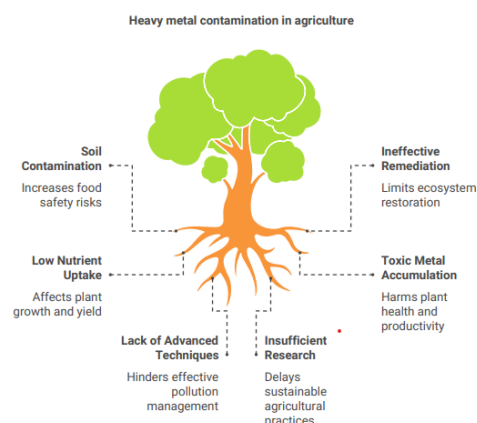 Heavy metal contamination in agriculture
Soil
Contamination
Increases food
safety risks
Ineffective
Remediation
Limits ecosystem
restoration
Low Nutrient
Uptake
Affects plant
growth and yield
Toxic Metal
Accumulation
Harms plant
health and
productivity
Lack of Advanced
Techniques
Hinders effective
pollution
management
Insufficient
Research
Delays
sustainable
agricultural
practices